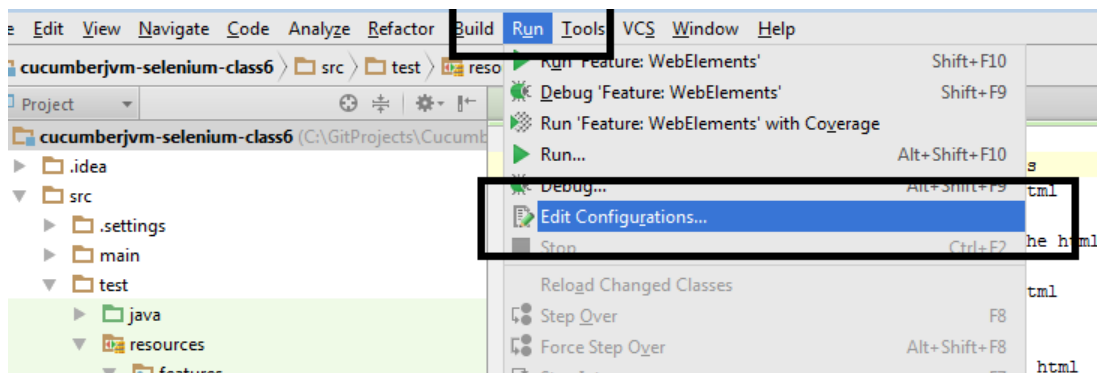 e Edit View Navigate Code Analyze Refactor Build Run Tools VCS Window Help
cucumberjvm-selenium-class6 src test reso
Run 'Feature: WebElements' Shift+F10
Project
Debug 'Feature: WebElements' Shift+F9
cucumberjvm-selenium-class6 (C:\GitProjects\Cucumb
Run 'Feature: WebElements' with Coverage
.idea
Run... Alt+Shift+F10
s
src
Debug... Alt+Shift+F9
tml
.settings
Edit Configurations...
main
Stop Ctrl+F2
he html
test
Reload Changed Classes
tml
java
Step Over F8
resources
Force Step Over Alt+Shift+F8
html
features
F7